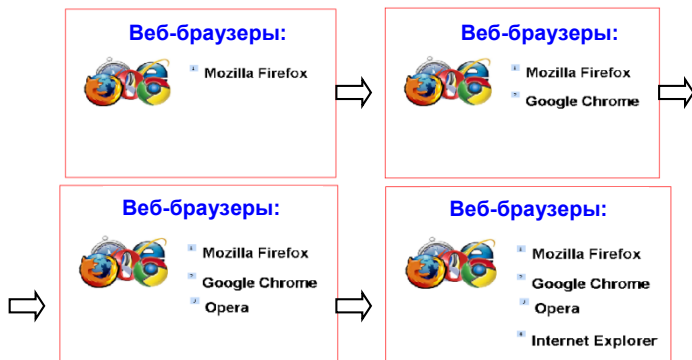 Веб-браузеры:
Mozilla Firefox
Веб-браузеры:
Mozilla Firefox
Google Chrome
Веб-браузеры:
Mozilla Firefox
Google Chrome
Opera
Веб-браузеры:
Mozilla Firefox
Google Chrome
Opera
Internet Explorer